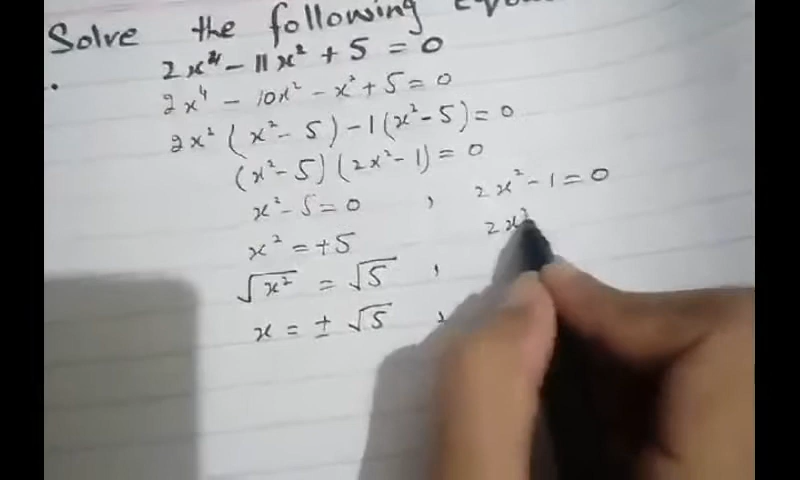 Solve the following
2x⁴ - 11x² + 5 = 0
2x⁴ - 10x² - x² + 5 = 0
2x² (x² - 5) - 1(x² - 5) = 0
(x² - 5) (2x² - 1) = 0
x² - 5 = 0 , 2x² - 1 = 0
x² = +5 2x²
√x² = √5 ,
x = ± √5 ,